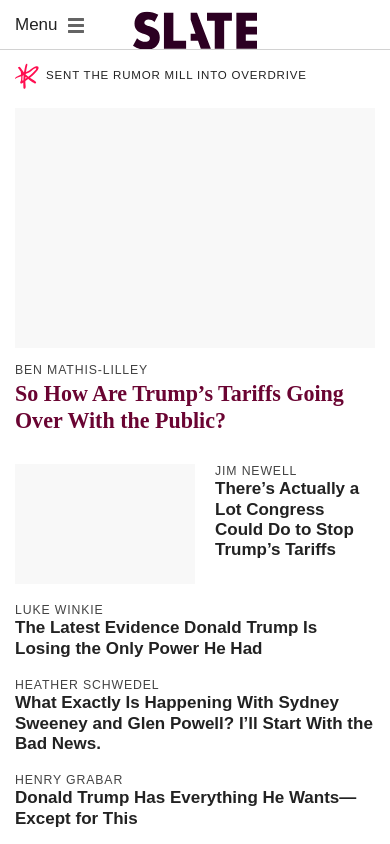 Menu
SLATE
SENT THE RUMOR MILL INTO OVERDRIVE
BEN MATHIS-LILLEY
So How Are Trump’s Tariffs Going
Over With the Public?
JIM NEWELL
There’s Actually a
Lot Congress
Could Do to Stop
Trump’s Tariffs
LUKE WINKIE
The Latest Evidence Donald Trump Is
Losing the Only Power He Had
HEATHER SCHWEDEL
What Exactly Is Happening With Sydney
Sweeney and Glen Powell? I’ll Start With the
Bad News.
HENRY GRABAR
Donald Trump Has Everything He Wants—
Except for This